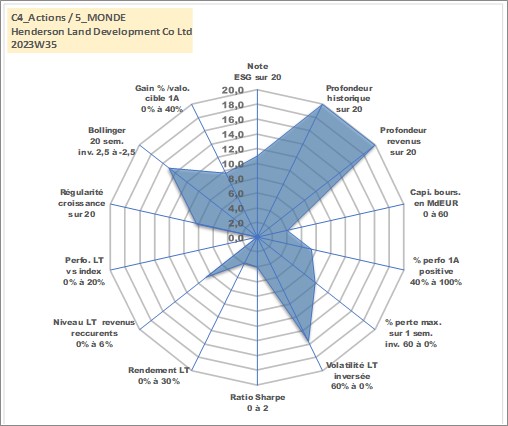 C4_Actions / 5_MONDE
Henderson Land Development Co Ltd
2023W35
Note
ESG sur 20
Profondeur
historique
sur 20
Profondeur
revenus
sur 20
Capi. bours.
en MdEUR
0 à 60
% perfo 1A
positive
40% à 100%
% perte max.
sur 1 sem.
inv. 60 à 0%
Volatilité LT
inversée
60% à 0%
Ratio Sharpe
0 à 2
Rendement LT
0% à 30%
Niveau LT revenus
reccurents
0% à 6%
Perfo. LT
vs index
0% à 20%
Régularité
croissance
sur 20
Bollinger
20 sem.
inv. 2,5 à -2,5
Gain % /valo.
cible 1A
0% à 40%
20,0
18,0
16,0
14,0
12,0
10,0
8,0
6,0
4,0
2,0
0,0